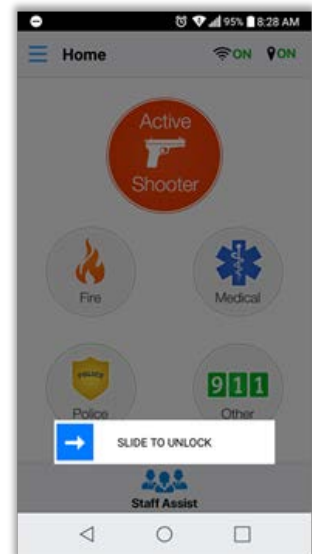 95% 8:28 AM
Home ON ON
Active
Shooter
Fire Medical
POLICE
911
Police Other
SLIDE TO UNLOCK
Staff Assist